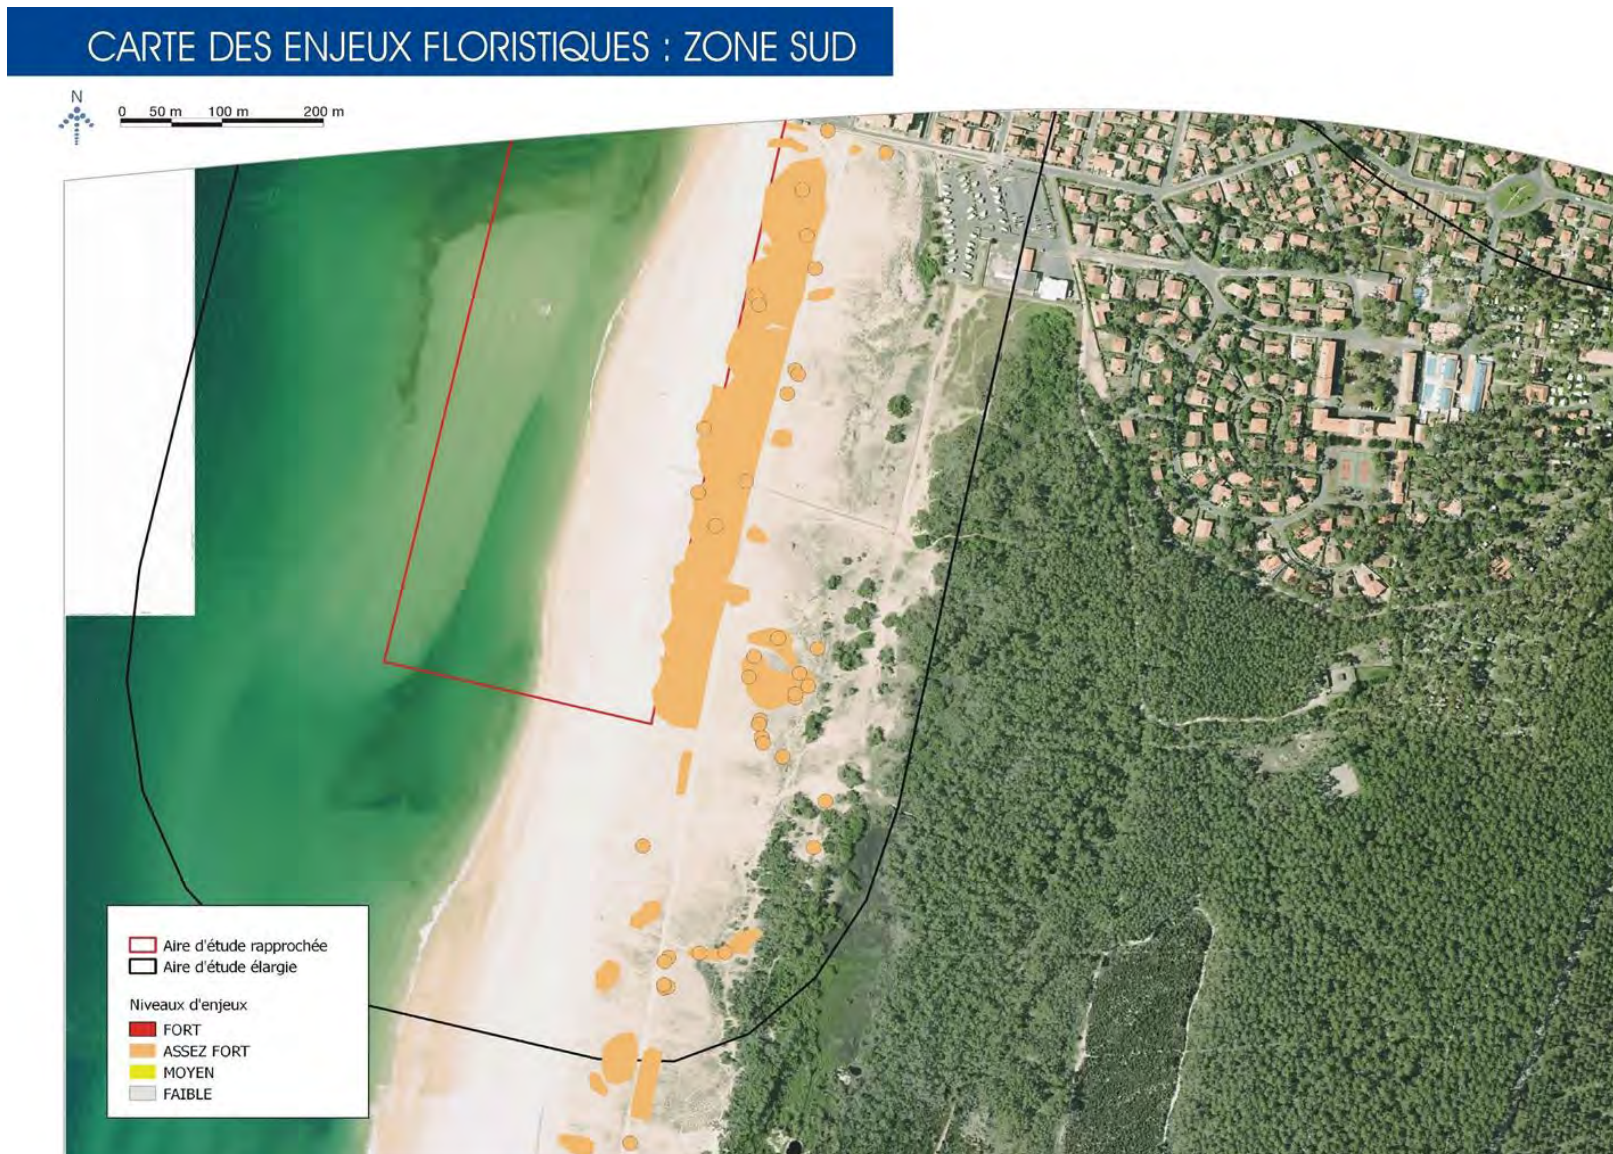 CARTE DES ENJEUX FLORISTIQUES : ZONE SUD
N
0 50 m 100 m 200 m
Aire d'étude rapprochée
Aire d'étude élargie
Niveaux d'enjeux
FORT
ASSEZ FORT
MOYEN
FAIBLE